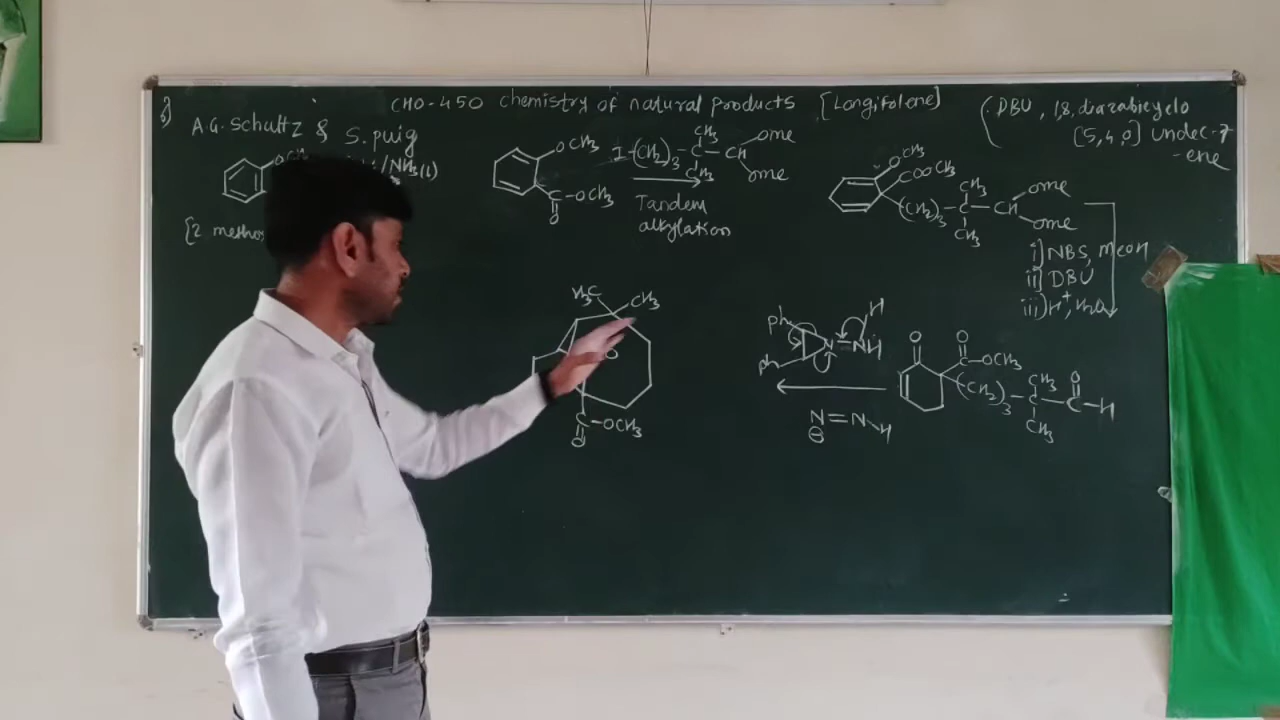 CHO-450 chemistry of natural products [Longifolene]
(. DBU, 1,8, diazabicyclo
[5,4,0] Undec-7
-ene
A.G. Schultz & S. Puig
/NH₃(l)
[2 metho
OCH₃
C-OCH₃
O
I-(CH₂)₃-C-CH
CH₃
CH₃
OMe
OMe
Tandem
alkylation
OCH₃
COOCH₃
(CH₂)₃-C-CH
CH₃
CH₃
OMe
OMe
i) NBS, MeOH
ii) DBU
iii) H⁺, H₂O
H₃C
CH₃
O
C-OCH₃
O
Ph
Ph
N-NH
H
N=N
⊖
H
O
O
C-OCH₃
(CH₂)₃-C-C-H
CH₃
CH₃
O